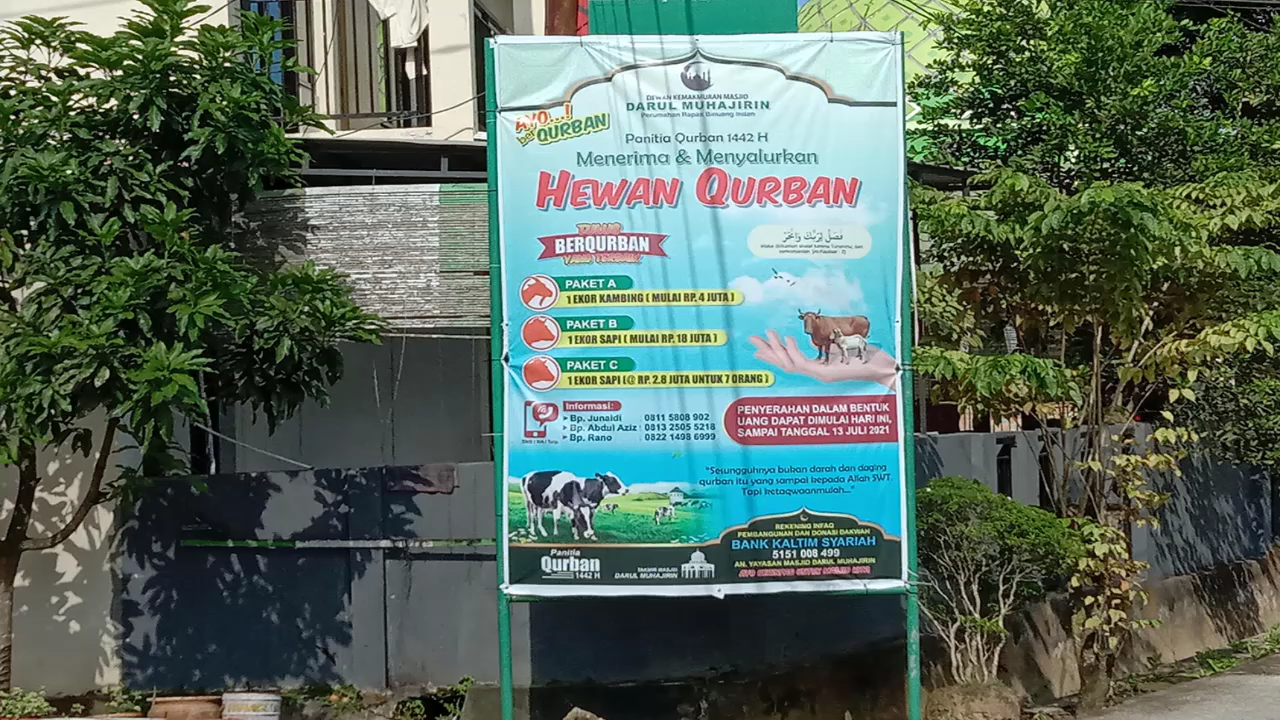 DEWAN KEMAKMURAN MASJID
DARUL MUHAJIRIN
Perumahan Rapak Binuang Indah
AYO...!
berQURBAN
Panitia Qurban 1442 H
Menerima & Menyalurkan
HEWAN QURBAN
BERQURBAN
YANG TERBAIK
فَصَلِّ لِرَبِّكَ وَانْحَرْ
PAKET A
1 EKOR KAMBING ( MULAI RP. 4 JUTA )
PAKET B
1 EKOR SAPI ( MULAI RP. 18 JUTA )
PAKET C
1 EKOR SAPI (@ RP. 2.8 JUTA UNTUK 7 ORANG )
Informasi:
Bp. Junaidi 0811 5808 902
Bp. Abdul Aziz 0813 2505 5218
Bp. Rano 0822 1498 6999
PENYERAHAN DALAM BENTUK
UANG DAPAT DIMULAI HARI INI,
SAMPAI TANGGAL 13 JULI 2021
"Sesungguhnya bukan darah dan daging
qurban itu yang sampai kepada Allah SWT
Tapi ketaqwaanmulah..."
REKENING INFAQ
PEMBANGUNAN DAN DONASI DAKWAH
BANK KALTIM SYARIAH
5151 008 499
AN. YAYASAN MASJID DARUL MUHAJIRIN
Panitia
Qurban
1442 H
TAKMIR MASJID
DARUL MUHAJIRIN